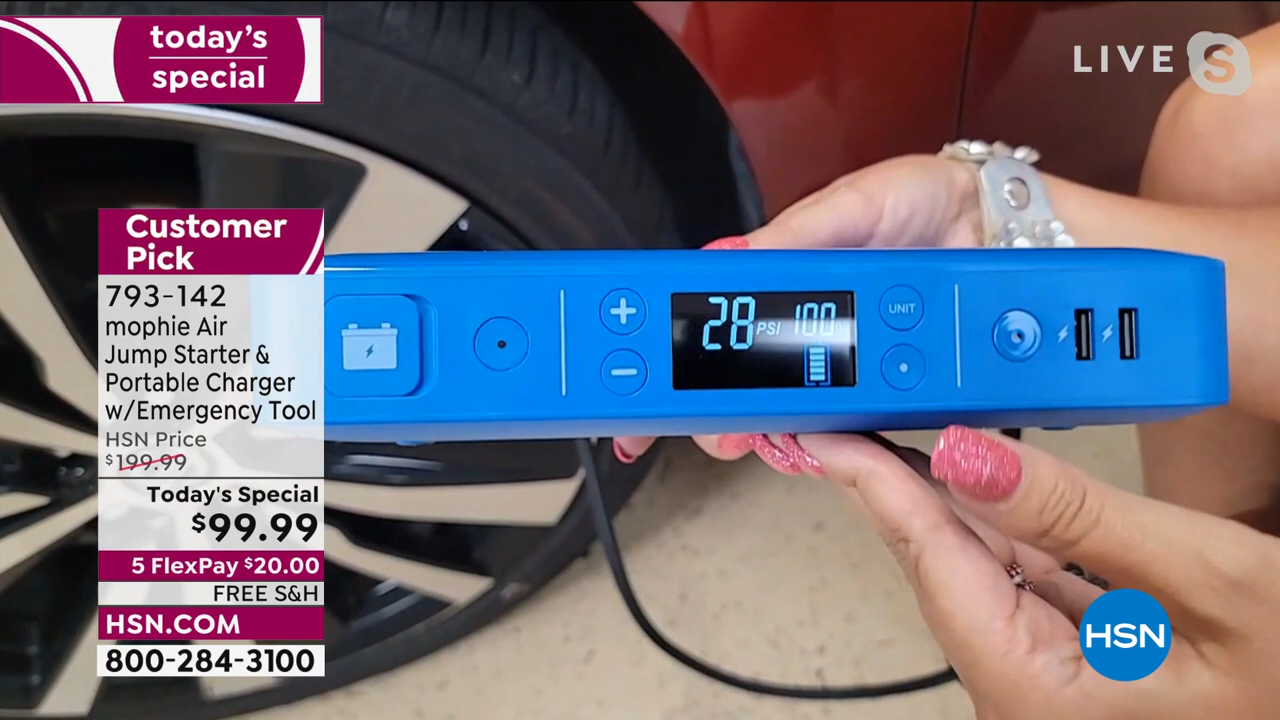 today's
special
LIVE S
Customer
Pick
793-142
mophie Air
Jump Starter &
Portable Charger
w/Emergency Tool
HSN Price
$199.99
Today's Special
$99.99
5 FlexPay $20.00
FREE S&H
HSN.COM
800-284-3100
28 PSI 100%
UNIT
HSN